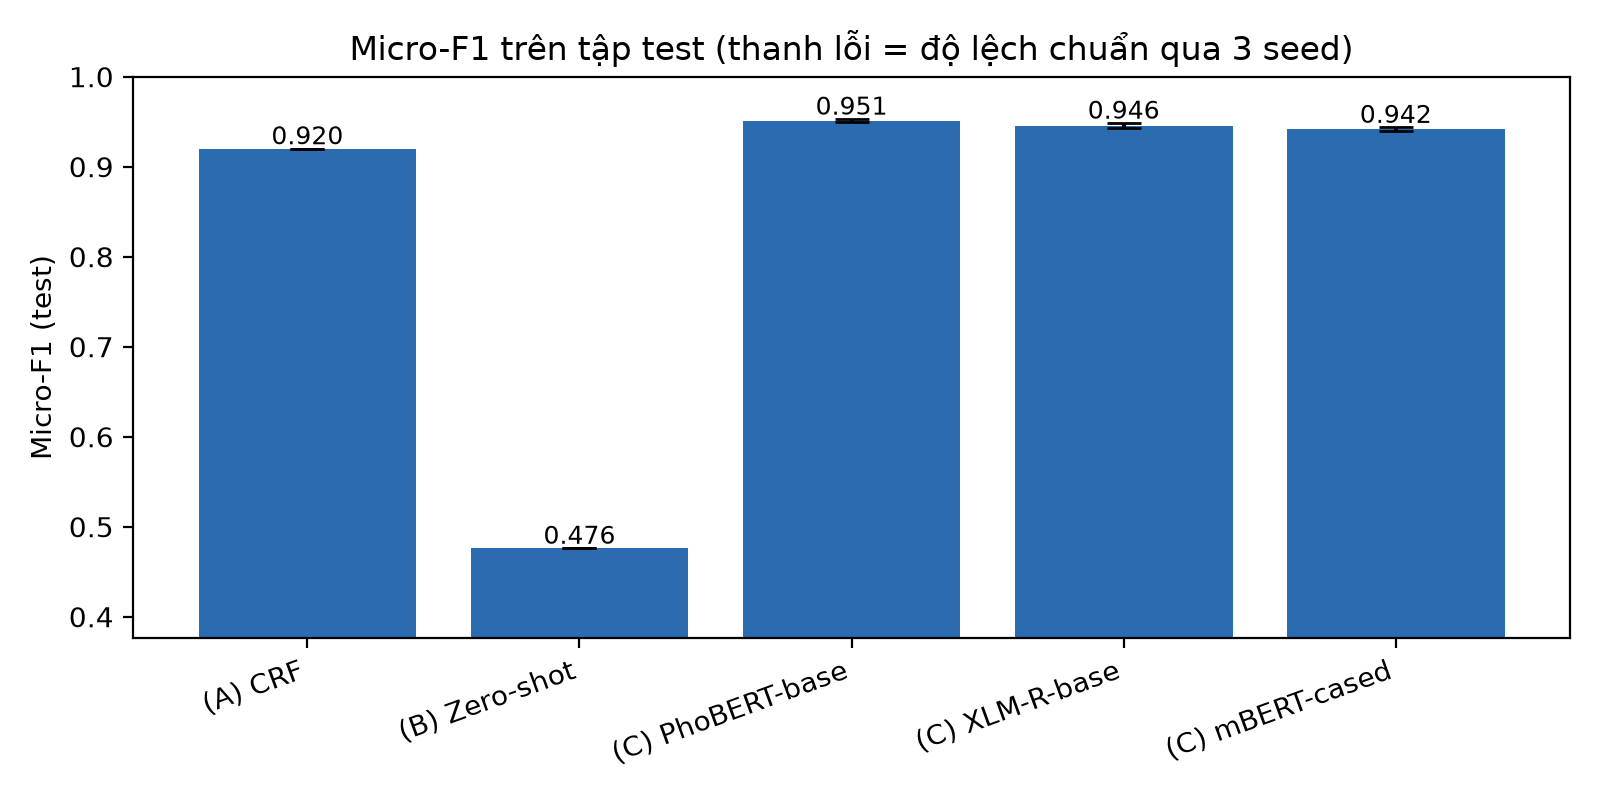 Micro-F1 trên tập test (thanh lỗi = độ lệch chuẩn qua 3 seed)
Micro-F1 (test)
1.0
0.9
0.8
0.7
0.6
0.5
0.4
0.920
0.476
0.951
0.946
0.942
(A) CRF
(B) Zero-shot
(C) PhoBERT-base
(C) XLM-R-base
(C) mBERT-cased